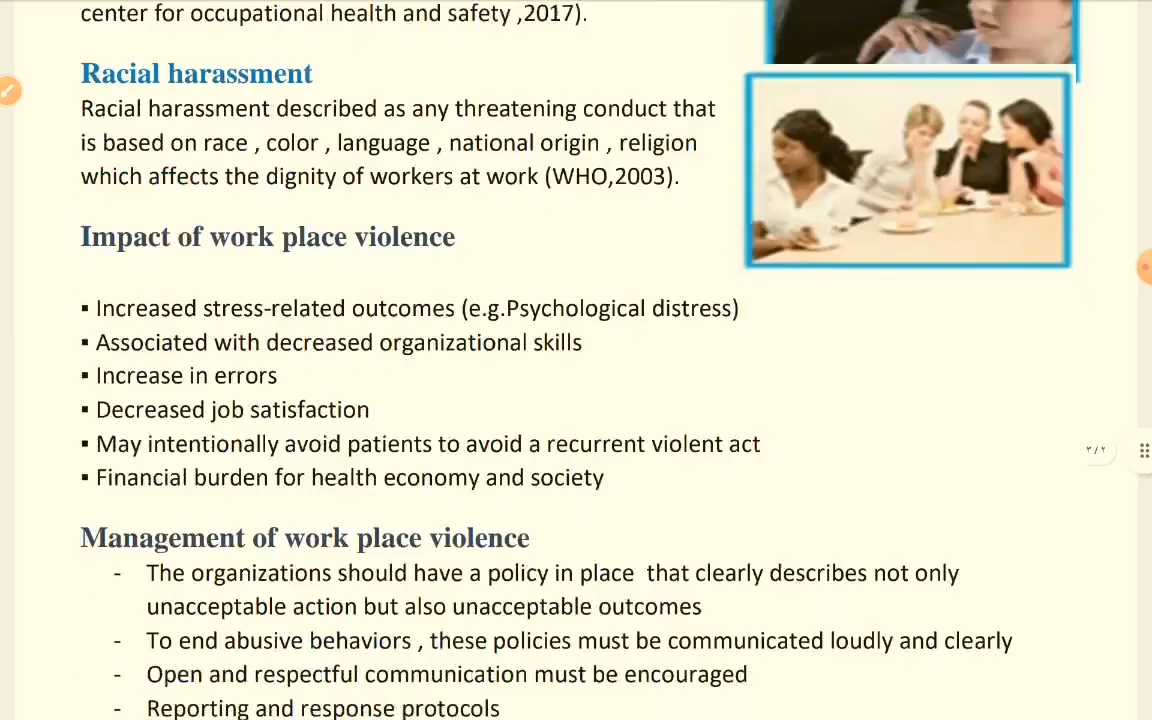 center for occupational health and safety ,2017).
Racial harassment
Racial harassment described as any threatening conduct that
is based on race , color , language , national origin , religion
which affects the dignity of workers at work (WHO,2003).
Impact of work place violence
▪ Increased stress-related outcomes (e.g.Psychological distress)
▪ Associated with decreased organizational skills
▪ Increase in errors
▪ Decreased job satisfaction
▪ May intentionally avoid patients to avoid a recurrent violent act
▪ Financial burden for health economy and society
٣/٢
Management of work place violence
- The organizations should have a policy in place that clearly describes not only
unacceptable action but also unacceptable outcomes
- To end abusive behaviors , these policies must be communicated loudly and clearly
- Open and respectful communication must be encouraged
- Reporting and response protocols